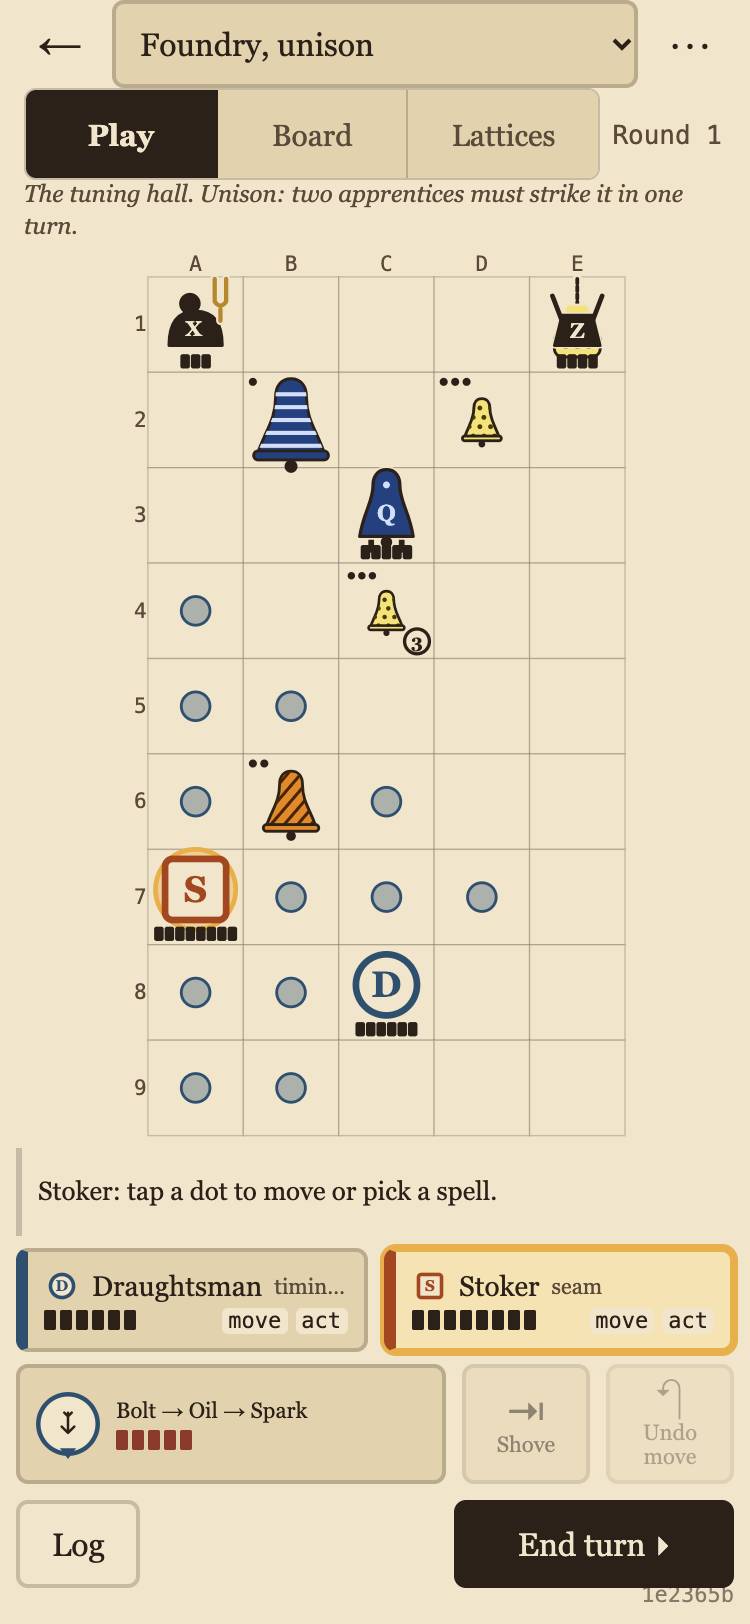 ←
Foundry, unison
...
Play
Board
Lattices
Round 1
The tuning hall. Unison: two apprentices must strike it in one
turn.
A B C D E
1
X
Z
2
3
Q
4
3
5
6
7
S
8
D
9
Stoker: tap a dot to move or pick a spell.
D Draughtsman timin...
move act
S Stoker seam
move act
Bolt → Oil → Spark
Shove
Undo
move
Log
End turn
1e2365b